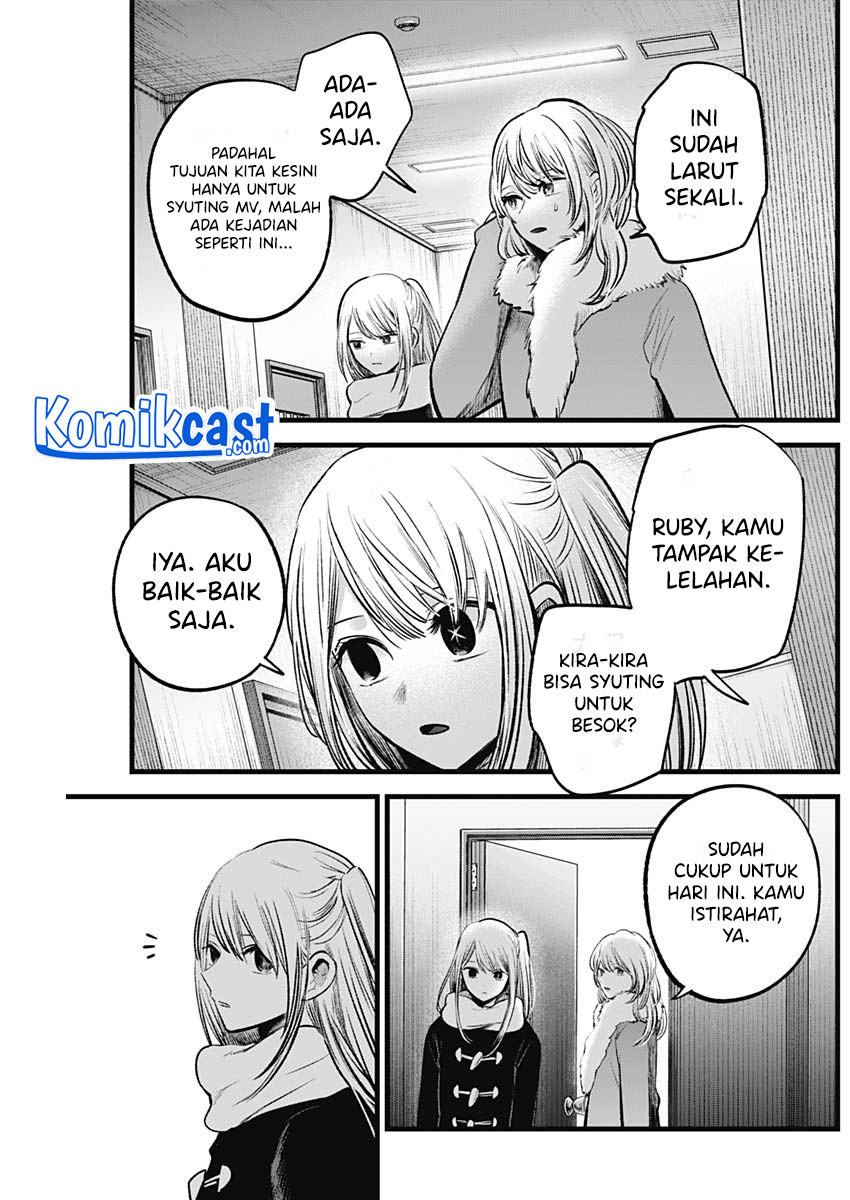 INI
SUDAH
LARUT
SEKALI.
ADA-
ADA
SAJA.
PADAHAL
TUJUAN KITA KESINI
HANYA UNTUK
SYUTING MV, MALAH
ADA KEJADIAN
SEPERTI INI...
Komikcast
.com
RUBY, KAMU
TAMPAK KE-
LELAHAN.
KIRA-KIRA
BISA SYUTING
UNTUK
BESOK?
IYA. AKU
BAIK-BAIK
SAJA.
SUDAH
CUKUP UNTUK
HARI INI. KAMU
ISTIRAHAT,
YA.